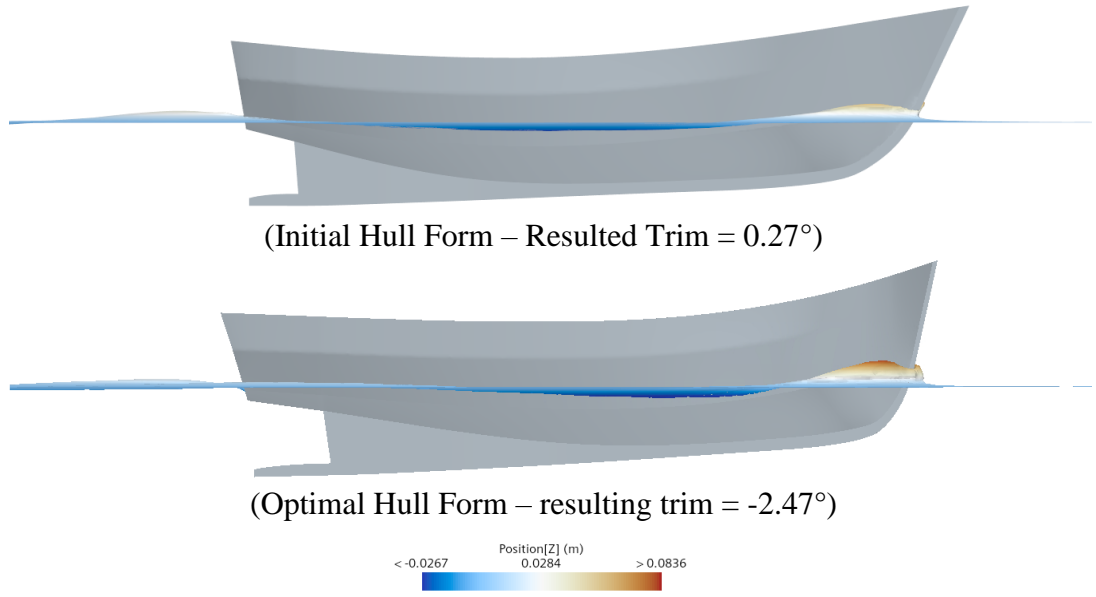 (Initial Hull Form – Resulted Trim = 0.27°)
(Optimal Hull Form – resulting trim = -2.47°)
Position[Z] (m)
< -0.0267 0.0284 > 0.0836